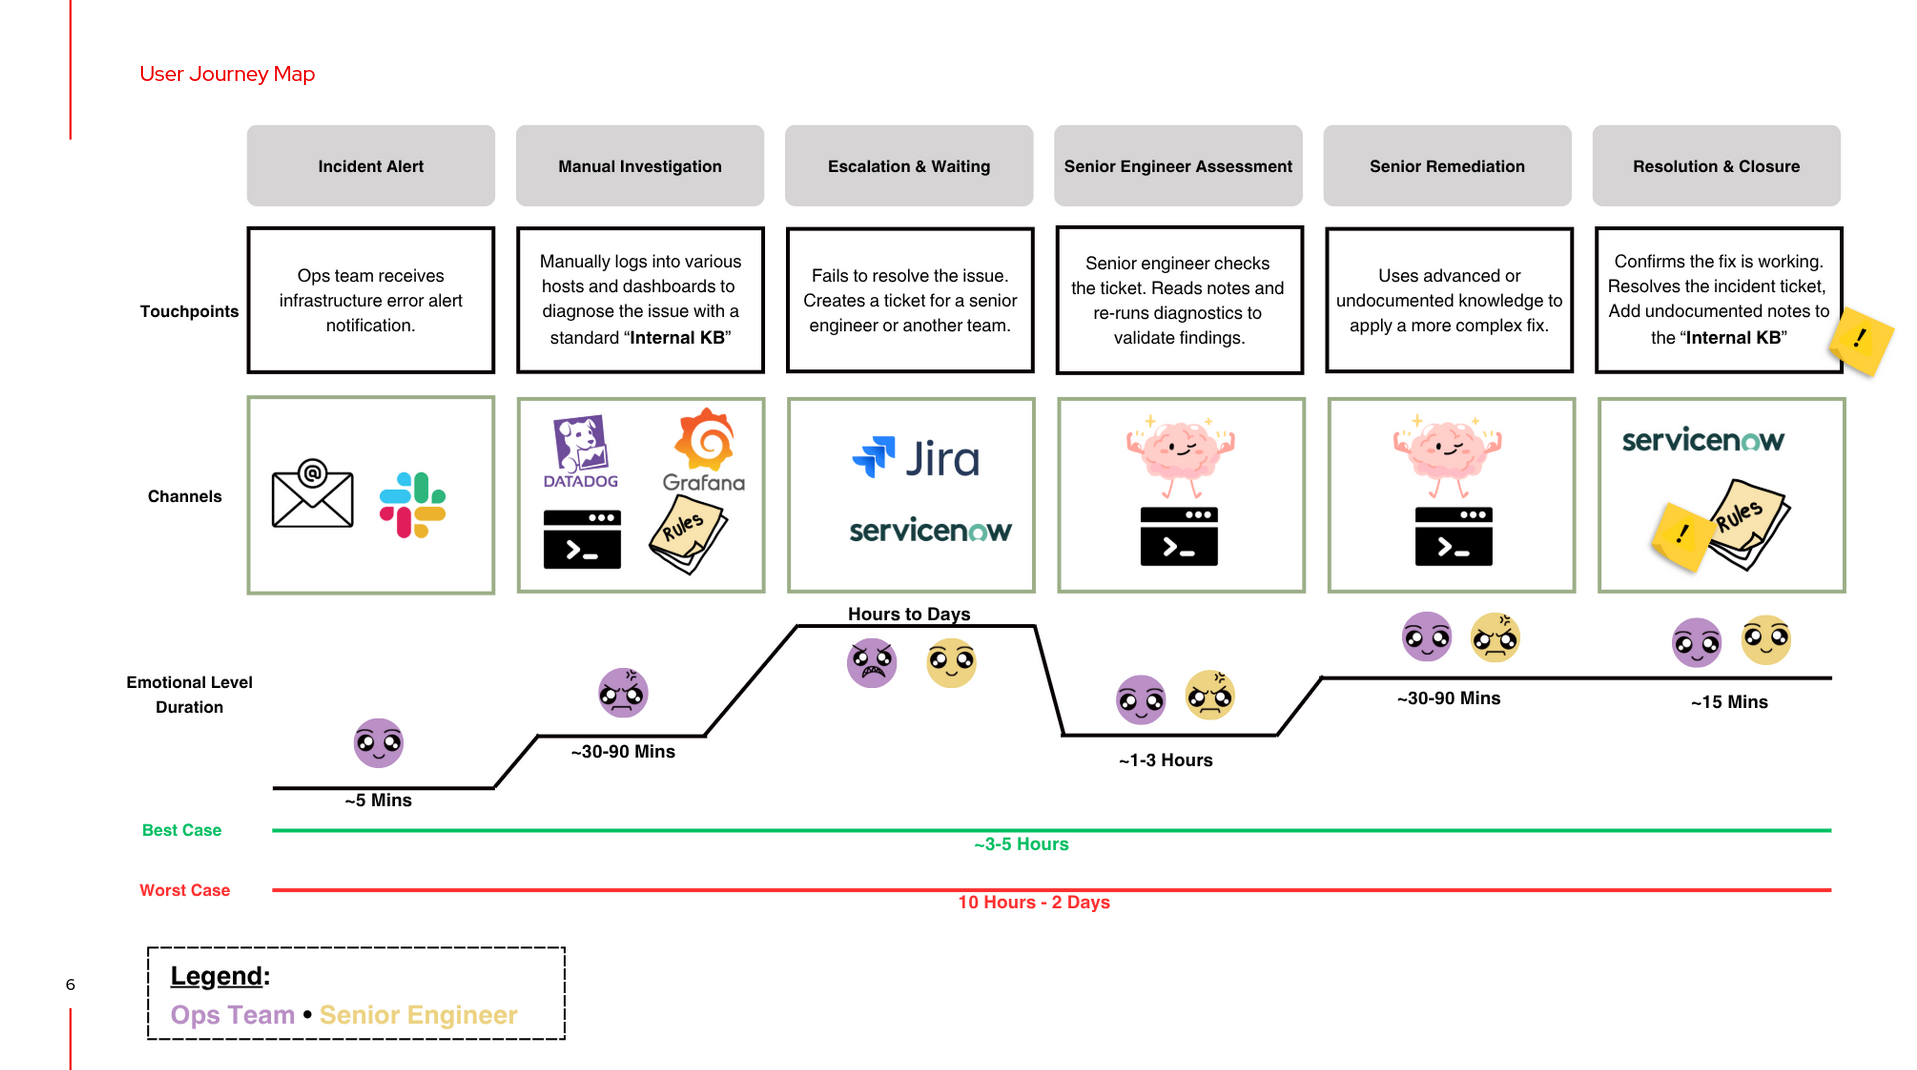 User Journey Map
Incident Alert
Manual Investigation
Escalation & Waiting
Senior Engineer Assessment
Senior Remediation
Resolution & Closure
Touchpoints
Ops team receives
infrastructure error alert
notification.
Manually logs into various
hosts and dashboards to
diagnose the issue with a
standard “Internal KB”
Fails to resolve the issue.
Creates a ticket for a senior
engineer or another team.
Senior engineer checks
the ticket. Reads notes and
re-runs diagnostics to
validate findings.
Uses advanced or
undocumented knowledge to
apply a more complex fix.
Confirms the fix is working.
Resolves the incident ticket,
Add undocumented notes to
the “Internal KB”
!
Channels
@
DATADOG
Grafana
>_
Rules
Jira
servicenow
>_
>_
servicenow
!
Rules
Emotional Level
Duration
~5 Mins
~30-90 Mins
Hours to Days
~1-3 Hours
~30-90 Mins
~15 Mins
Best Case
~3-5 Hours
Worst Case
10 Hours - 2 Days
Legend:
Ops Team • Senior Engineer
6